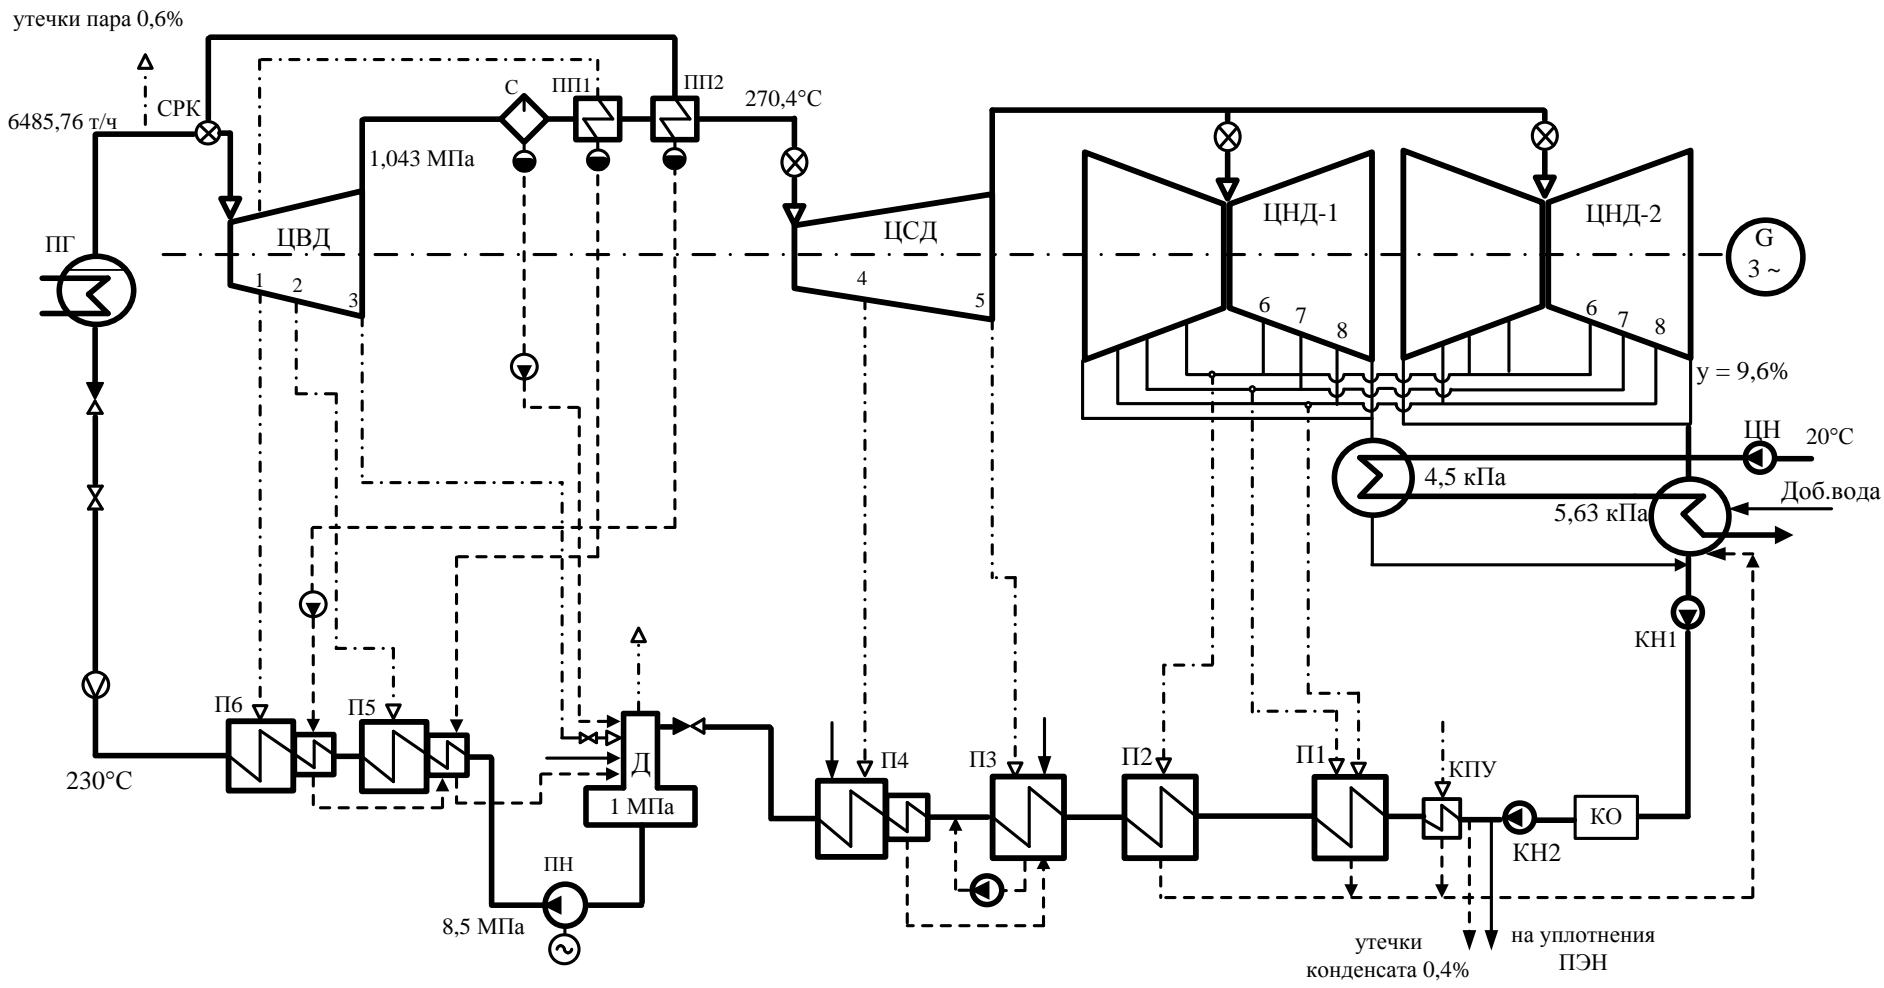 утечки пара 0,6%
СРК
6485,76 т/ч
С
ПП1
ПП2
270,4°С
1,043 МПа
ПГ
ЦВД
1
2
3
ЦСД
4
5
ЦНД-1
6
7
8
ЦНД-2
6
7
8
G
3 ~
y = 9,6%
ЦН
20°С
4,5 кПа
Доб.вода
5,63 кПа
КН1
П6
П5
Д
1 МПа
230°С
ПН
8,5 МПа
П4
П3
П2
П1
КПУ
КН2
КО
утечки
конденсата 0,4%
на уплотнения
ПЭН